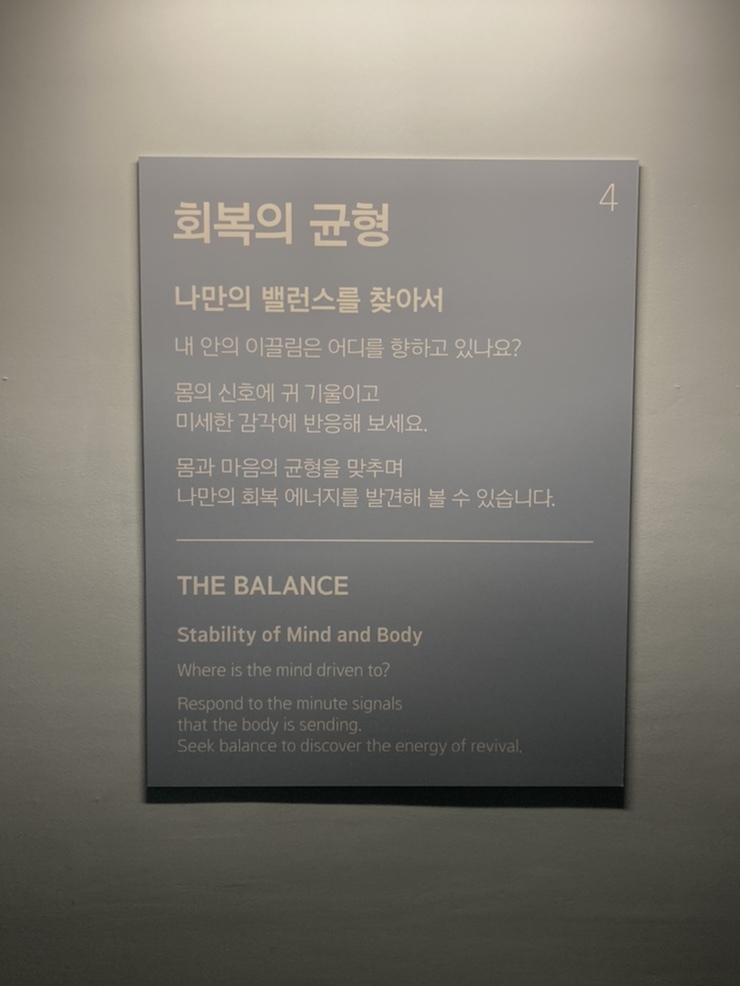 4
회복의 균형
나만의 밸런스를 찾아서
내 안의 이끌림은 어디를 향하고 있나요?
몸의 신호에 귀 기울이고
미세한 감각에 반응해 보세요.
몸과 마음의 균형을 맞추며
나만의 회복 에너지를 발견해 볼 수 있습니다.
THE BALANCE
Stability of Mind and Body
Where is the mind driven to?
Respond to the minute signals
that the body is sending.
Seek balance to discover the energy of revival.